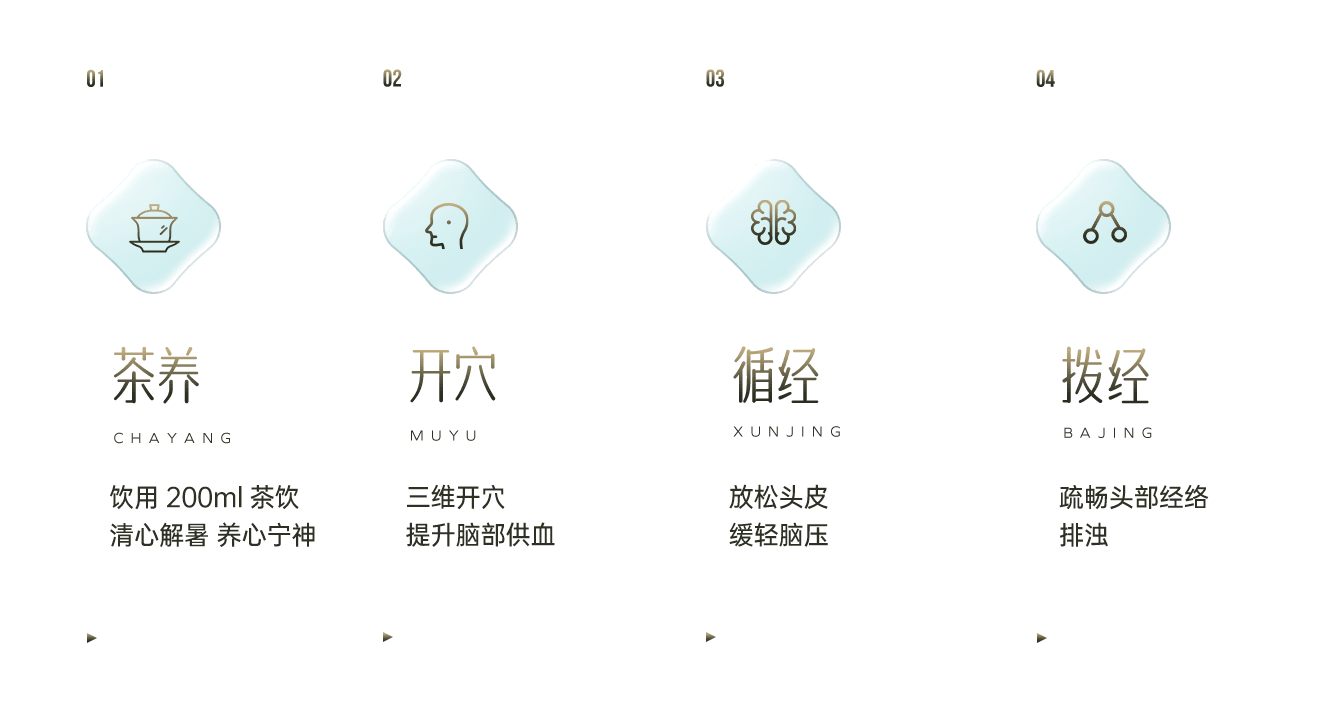 01
茶养
CHAYANG
饮用 200ml 茶饮
清心解暑 养心宁神
02
开穴
MUYU
三维开穴
提升脑部供血
03
循经
XUNJING
放松头皮
缓轻脑压
04
拨经
BAJING
疏畅头部经络
排浊